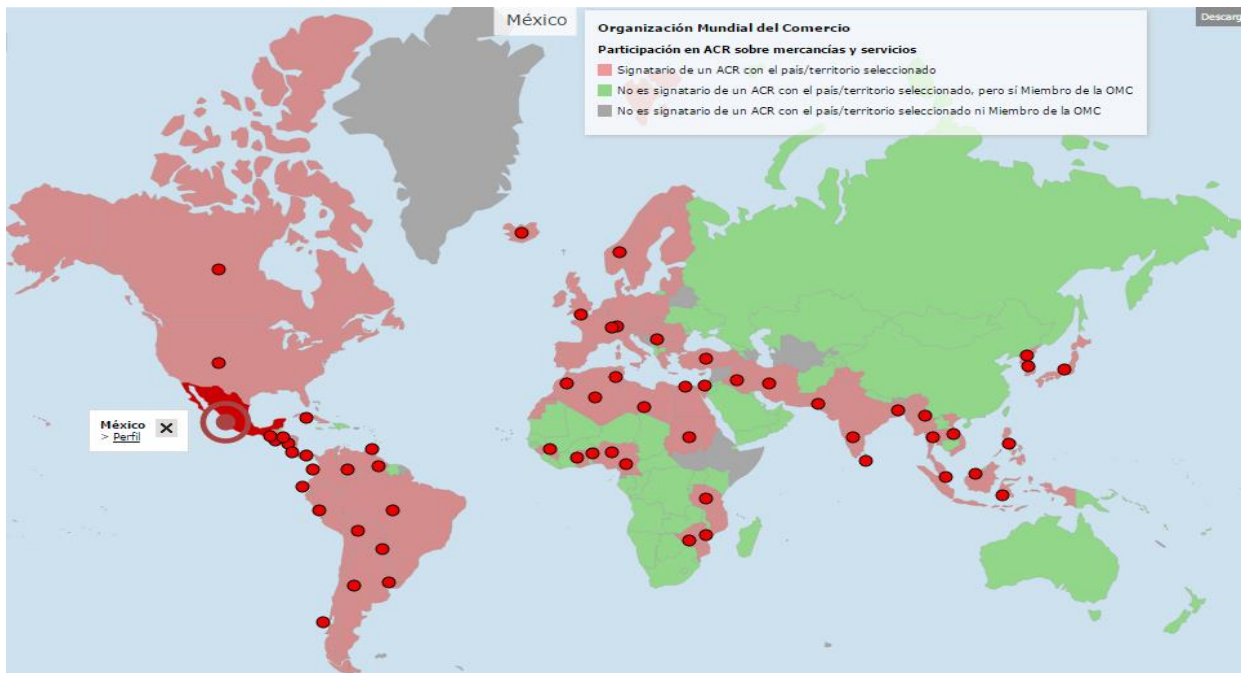 México
Descarg
Organización Mundial del Comercio
Participación en ACR sobre mercancías y servicios
Signatario de un ACR con el país/territorio seleccionado
No es signatario de un ACR con el país/territorio seleccionado, pero sí Miembro de la OMC
No es signatario de un ACR con el país/territorio seleccionado ni Miembro de la OMC
México
> Perfil